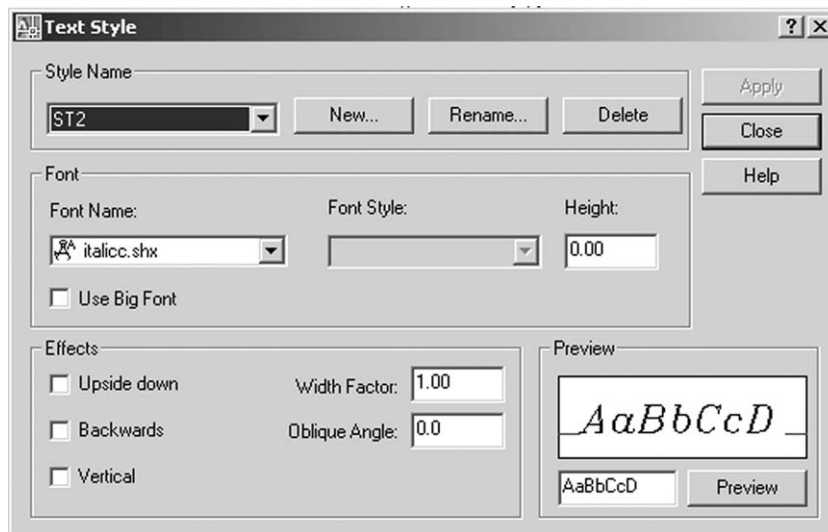 Text Style
Style Name
ST2 New... Rename... Delete
Apply
Close
Help
Font
Font Name: Font Style: Height:
italicc.shx 0.00
Use Big Font
Effects
Upside down Width Factor: 1.00
Backwards Oblique Angle: 0.0
Vertical
Preview
AaBbCcD
AaBbCcD Preview